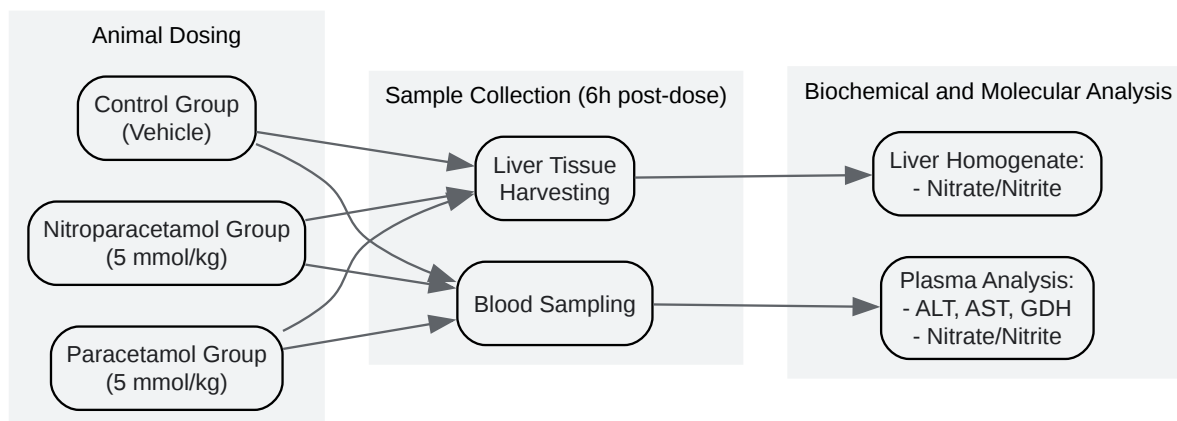 Animal Dosing
Control Group
(Vehicle)
Nitroparacetamol Group
(5 mmol/kg)
Paracetamol Group
(5 mmol/kg)
Sample Collection (6h post-dose)
Liver Tissue
Harvesting
Blood Sampling
Biochemical and Molecular Analysis
Liver Homogenate:
- Nitrate/Nitrite
Plasma Analysis:
- ALT, AST, GDH
- Nitrate/Nitrite